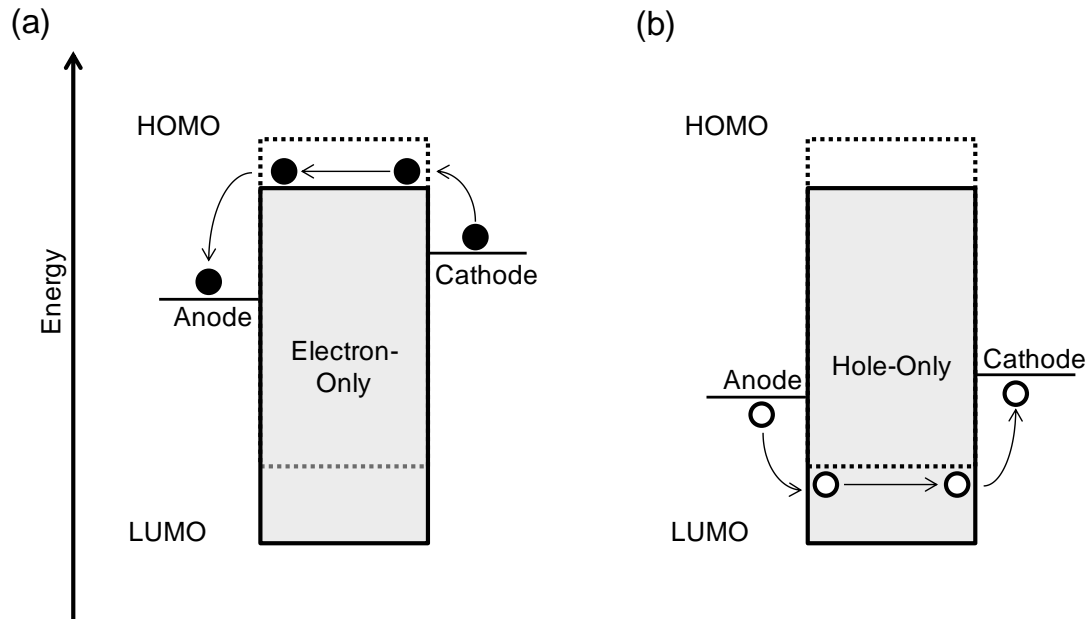 (a)
(b)
HOMO
HOMO
Energy
Cathode
Anode
Electron-
Only
Hole-Only
Cathode
Anode
LUMO
LUMO